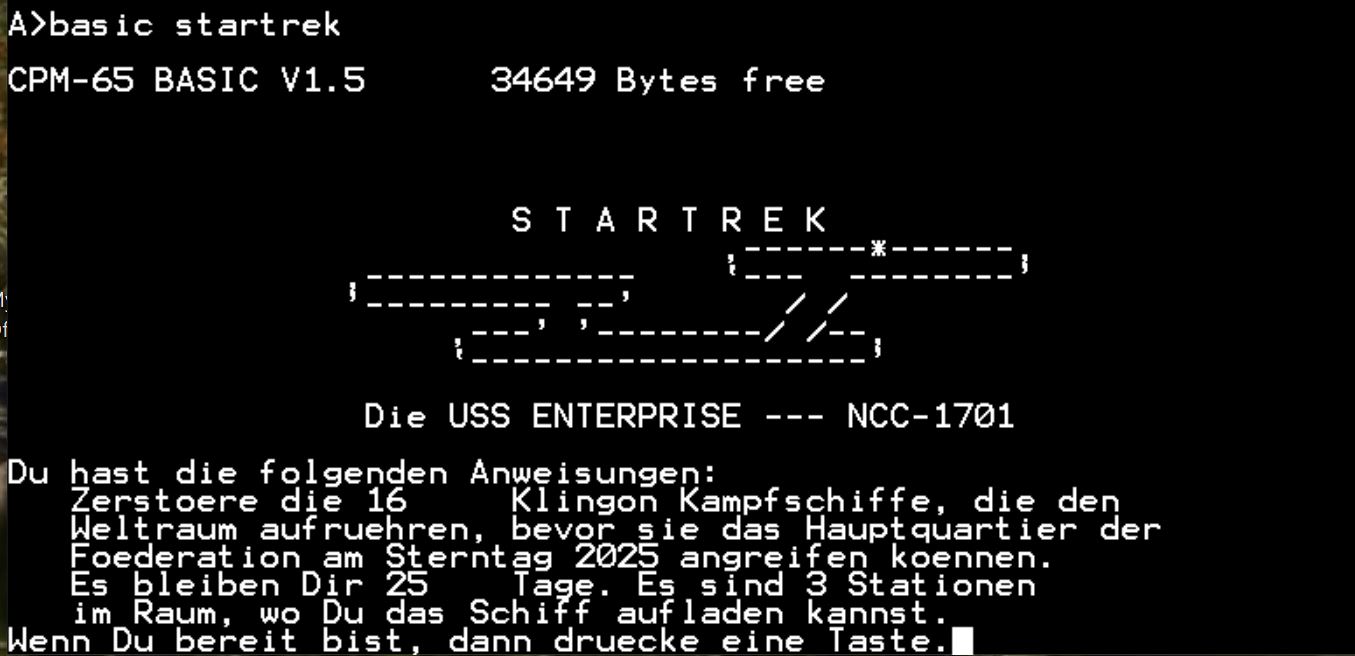 A>basic startrek
CPM-65 BASIC V1.5      34649 Bytes free
S T A R T R E K
Die USS ENTERPRISE --- NCC-1701
Du hast die folgenden Anweisungen:
Zerstoere die 16     Klingon Kampfschiffe, die den
Weltraum aufruehren, bevor sie das Hauptquartier der
Foederation am Sterntag 2025 angreifen koennen.
Es bleiben Dir 25    Tage. Es sind 3 Stationen
im Raum, wo Du das Schiff aufladen kannst.
Wenn Du bereit bist, dann druecke eine Taste.